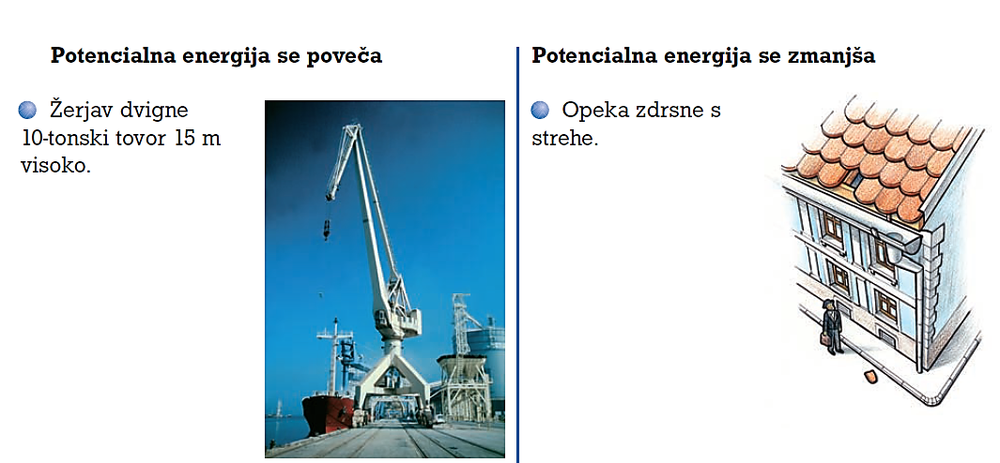 Potencialna energija se poveča
Žerjav dvigne
10-tonski tovor 15 m
visoko.
Potencialna energija se zmanjša
Opeka zdrsne s
strehe.